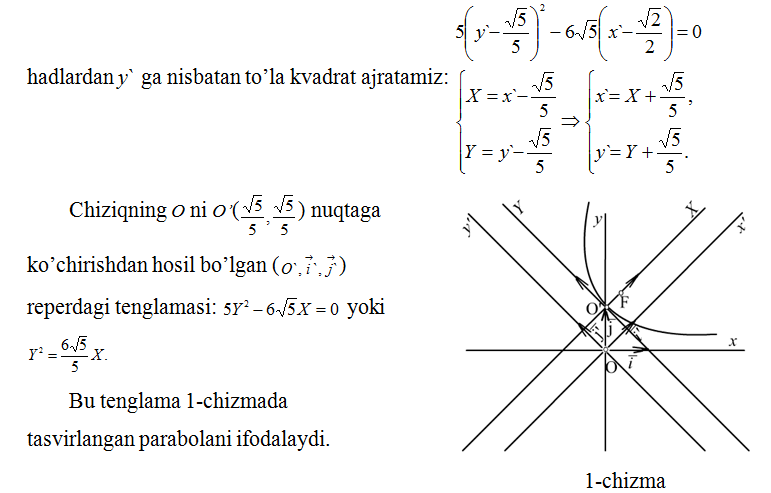 5(y` − √5/5)² − 6√5(x` − √2/2) = 0
hadlardan y` ga nisbatan to’la kvadrat ajratamiz: { X = x` − √5/5 Y = y` − √5/5 ⇒ { x` = X + √5/5, y` = Y + √5/5.
Chiziqning O ni O’(√5/5, √5/5) nuqtaga
ko’chirishdan hosil bo’lgan (O`, i⃗`, j⃗`)
reperdagi tenglamasi: 5Y² − 6√5X = 0 yoki
Y² = 6√5/5 X.
Bu tenglama 1-chizmada
tasvirlangan parabolani ifodalaydi.
y' Y y X x'
O' F
j i
j x
O i
1-chizma